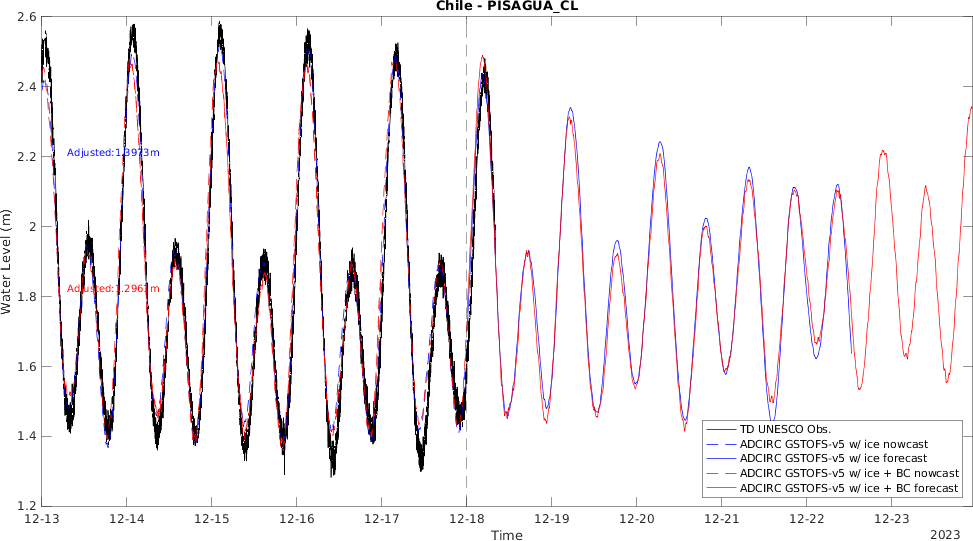 Chile - PISAGUA_CL
2.6
2.4
2.2
2
1.8
1.6
1.4
1.2
Water Level (m)
Adjusted:1.3973m
Adjusted:1.2962m
TD UNESCO Obs.
ADCIRC GSTOFS-v5 w/ ice nowcast
ADCIRC GSTOFS-v5 w/ ice forecast
ADCIRC GSTOFS-v5 w/ ice + BC nowcast
ADCIRC GSTOFS-v5 w/ ice + BC forecast
12-13 12-14 12-15 12-16 12-17 12-18 12-19 12-20 12-21 12-22 12-23
Time
2023